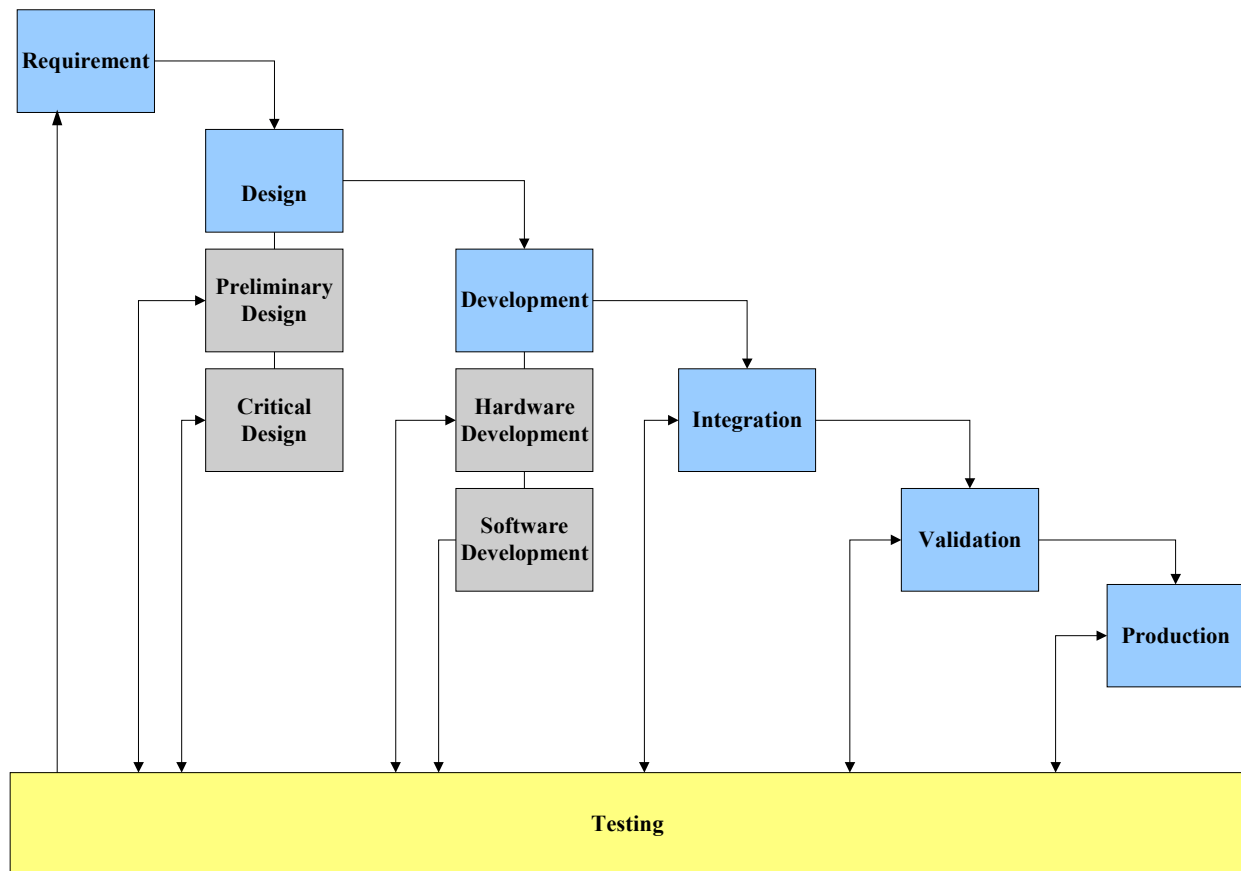 Requirement
Design
Preliminary
Design
Development
Critical
Design
Hardware
Development
Integration
Software
Development
Validation
Production
Testing